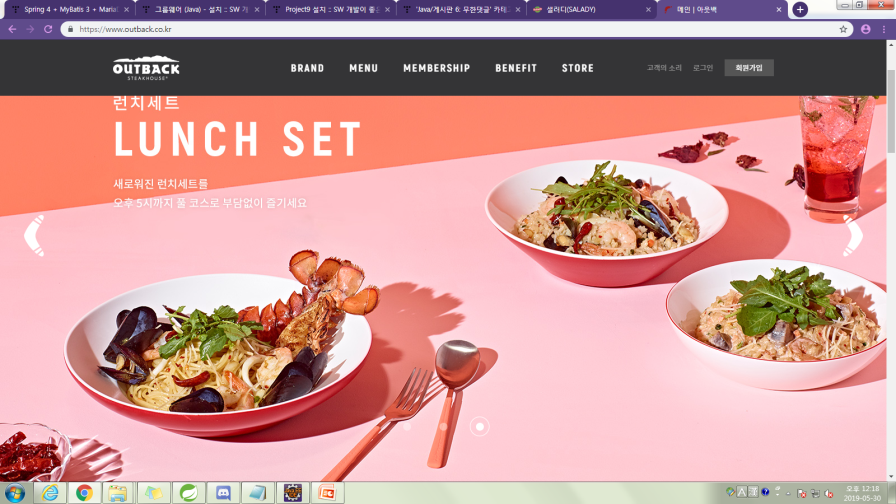 Spring 4 + MyBatis 3 + Maria
그룹웨어 (Java) - 설치 :: SW 개
Project9 설치 :: SW 개발이 좋은
'Java/게시판 6: 무한댓글' 카테
샐러디(SALADY)
메인 | 아웃백
https://www.outback.co.kr
OUTBACK
STEAKHOUSE
BRAND
MENU
MEMBERSHIP
BENEFIT
STORE
고객의 소리
로그인
회원가입
런치세트
LUNCH SET
새로워진 런치세트를
오후 5시까지 풀 코스로 부담없이 즐기세요
오후 12:18
2019-05-30